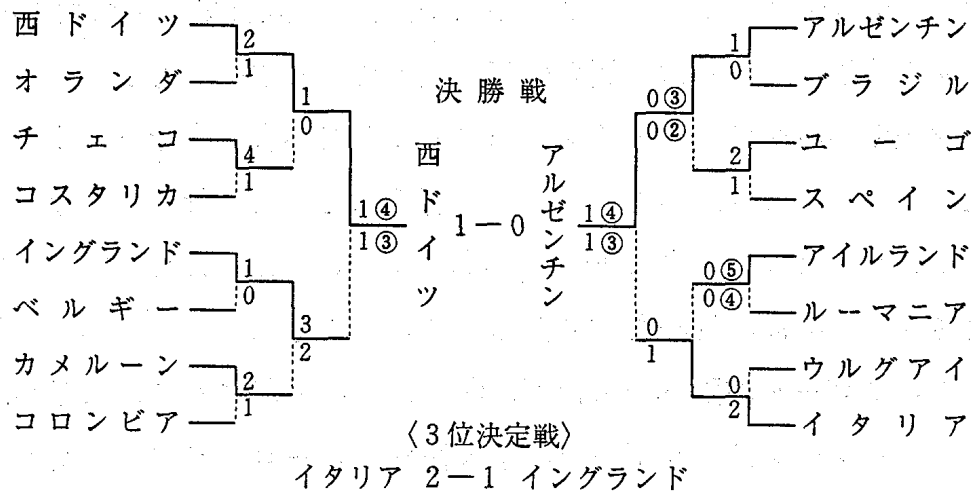 西ドイツ
2
1
オランダ
チェコ
4
1
コスタリカ
1
0
イングランド
1
0
ベルギー
カメルーン
2
1
コロンビア
3
2
1④
1③
決勝戦
西ドイツ 1―0 アルゼンチン
アルゼンチン
1
0
ブラジル
ユーゴ
2
1
スペイン
0③
0②
アイルランド
0⑤
0④
ルーマニア
ウルグアイ
0
2
イタリア
0
1
1④
1③
〈3位決定戦〉
イタリア 2―1 イングランド